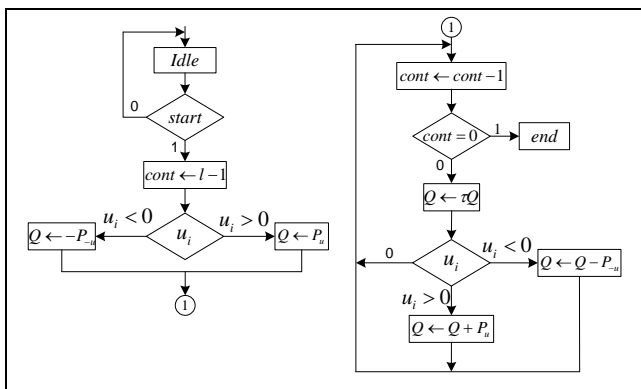 Idle
0
start
1
cont ← l − 1
u_i < 0
u_i
u_i > 0
Q ← −P_{−u}
Q ← P_u
1
1
cont ← cont − 1
cont = 0
1
end
0
Q ← τQ
0
u_i
u_i < 0
Q ← Q − P_{−u}
u_i > 0
Q ← Q + P_u